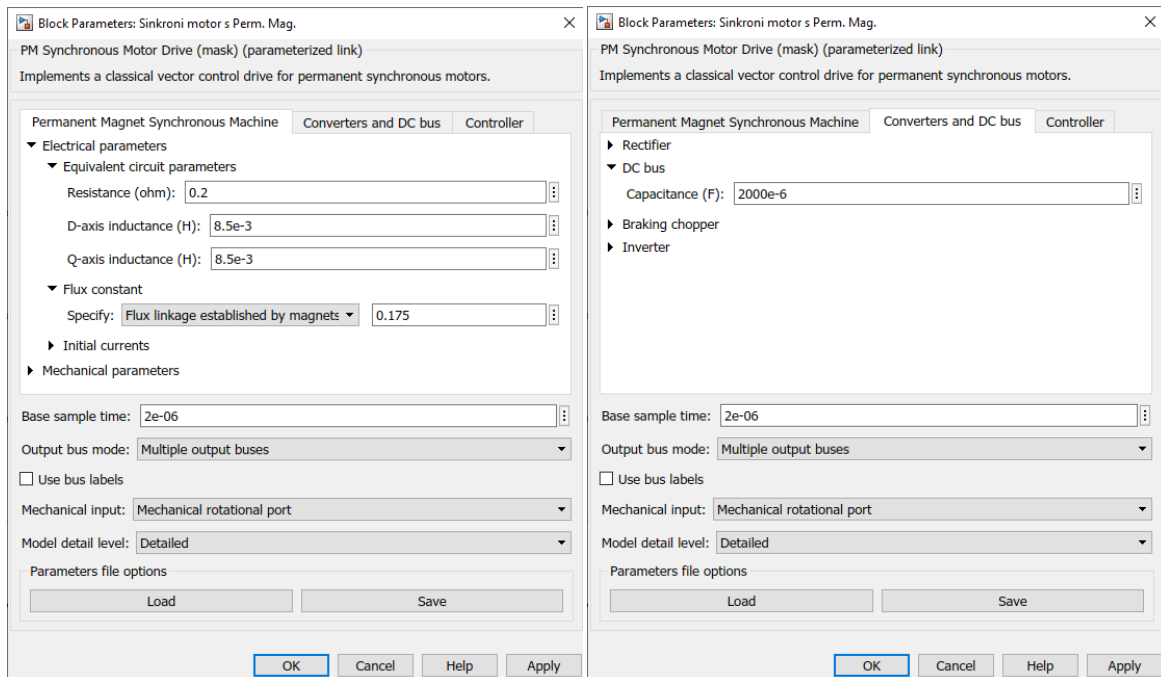 Block Parameters: Sinkroni motor s Perm. Mag.
PM Synchronous Motor Drive (mask) (parameterized link)
Implements a classical vector control drive for permanent synchronous motors.
Permanent Magnet Synchronous Machine Converters and DC bus Controller
Electrical parameters
Equivalent circuit parameters
Resistance (ohm): 0.2
D-axis inductance (H): 8.5e-3
Q-axis inductance (H): 8.5e-3
Flux constant
Specify: Flux linkage established by magnets 0.175
Initial currents
Mechanical parameters
Base sample time: 2e-06
Output bus mode: Multiple output buses
Use bus labels
Mechanical input: Mechanical rotational port
Model detail level: Detailed
Parameters file options
Load Save
OK Cancel Help Apply
Block Parameters: Sinkroni motor s Perm. Mag.
PM Synchronous Motor Drive (mask) (parameterized link)
Implements a classical vector control drive for permanent synchronous motors.
Permanent Magnet Synchronous Machine Converters and DC bus Controller
Rectifier
DC bus
Capacitance (F): 2000e-6
Braking chopper
Inverter
Base sample time: 2e-06
Output bus mode: Multiple output buses
Use bus labels
Mechanical input: Mechanical rotational port
Model detail level: Detailed
Parameters file options
Load Save
OK Cancel Help Apply